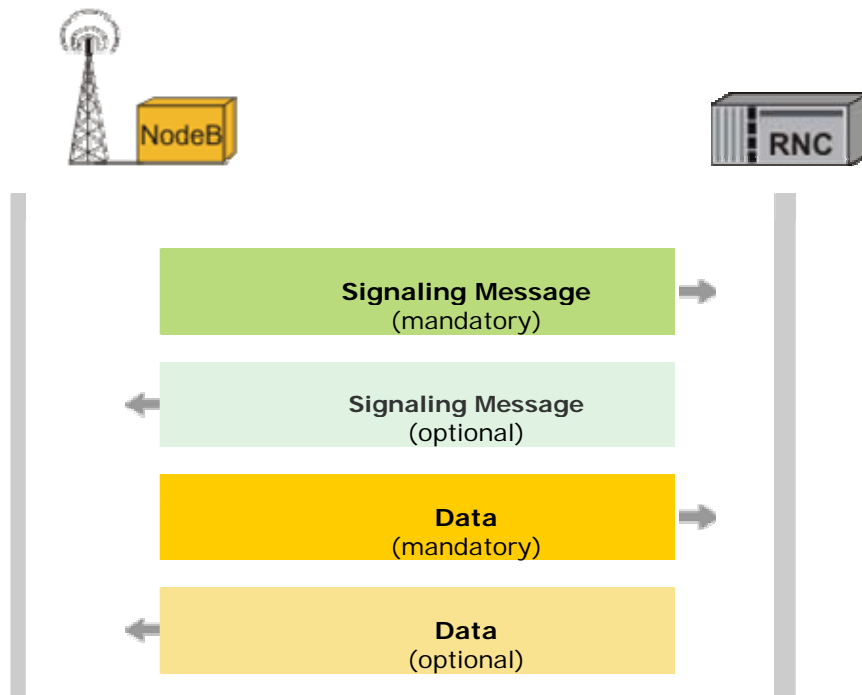 NodeB
RNC
Signaling Message
(mandatory)
Signaling Message
(optional)
Data
(mandatory)
Data
(optional)